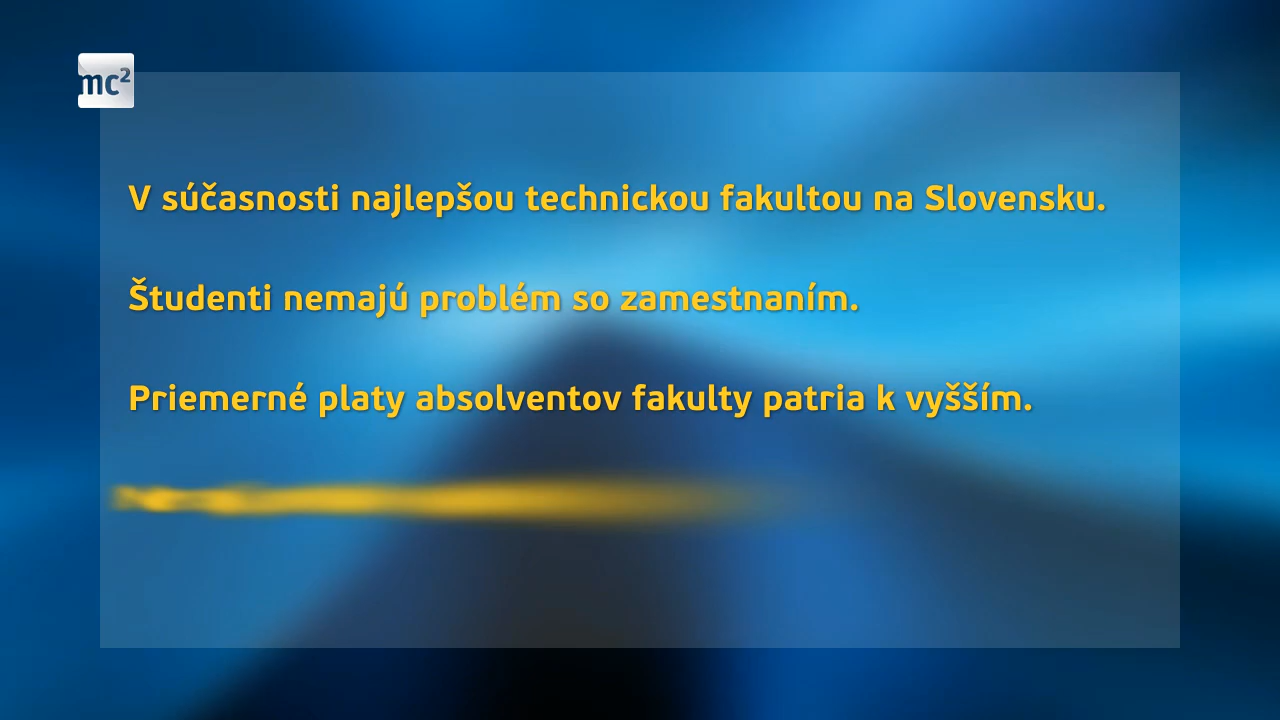 mc²
V súčasnosti najlepšou technickou fakultou na Slovensku.
Študenti nemajú problém so zamestnaním.
Priemerné platy absolventov fakulty patria k vyšším.